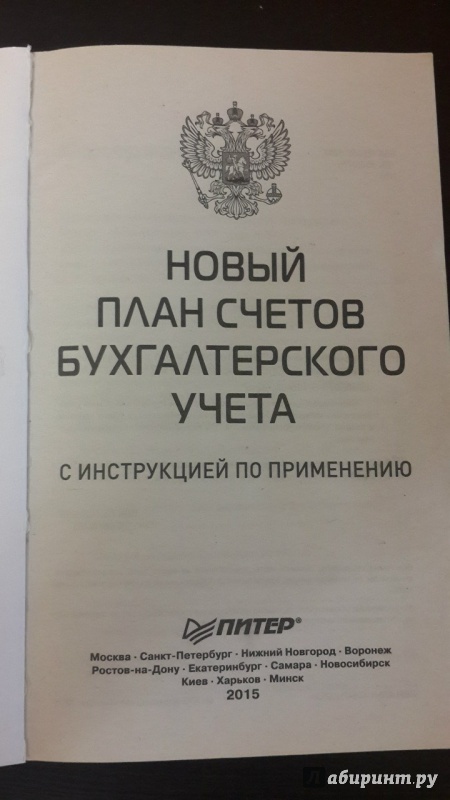 НОВЫЙ
ПЛАН СЧЕТОВ
БУХГАЛТЕРСКОГО
УЧЕТА
С ИНСТРУКЦИЕЙ ПО ПРИМЕНЕНИЮ
ПИТЕР®
Москва · Санкт-Петербург · Нижний Новгород · Воронеж
Ростов-на-Дону · Екатеринбург · Самара · Новосибирск
Киев · Харьков · Минск
2015
Лабиринт.ру